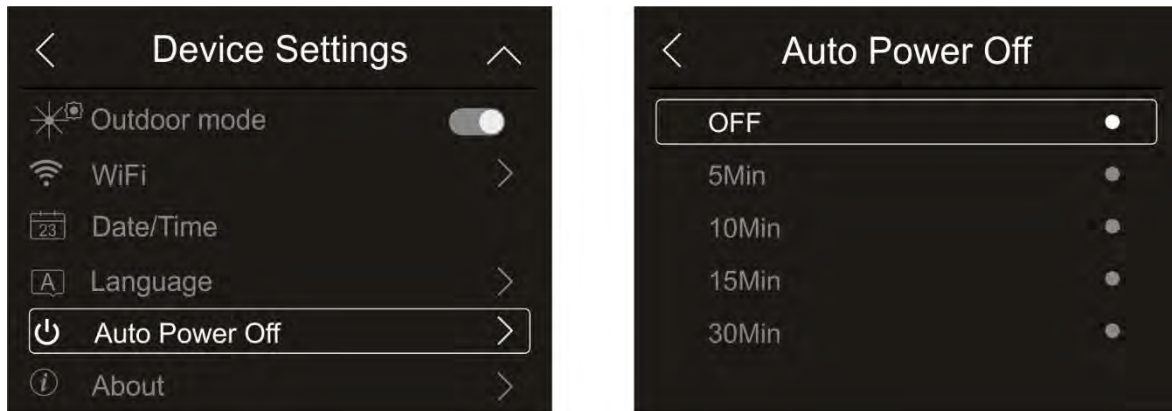 Device Settings
Outdoor mode
WiFi
23 Date/Time
A Language
Auto Power Off
i About
Auto Power Off
OFF
5Min
10Min
15Min
30Min